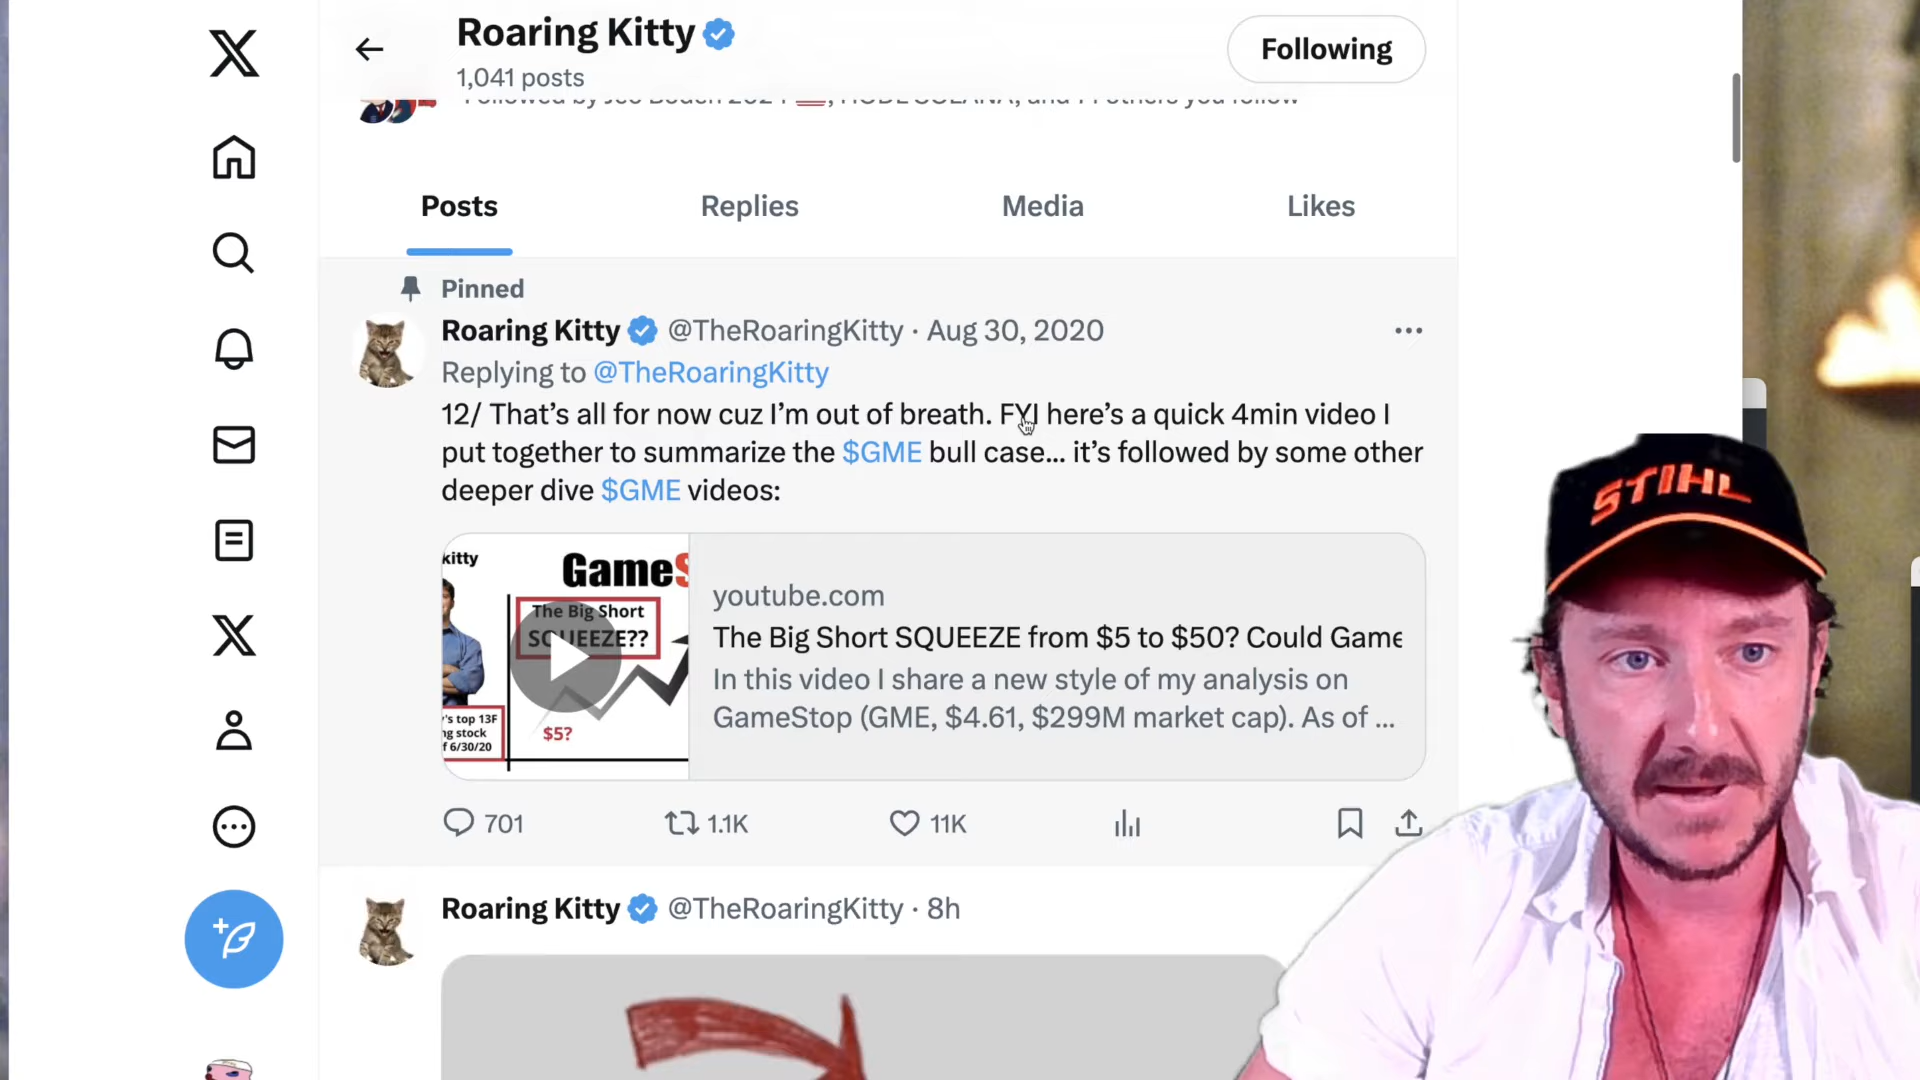 Roaring Kitty
1,041 posts
Following
Posts
Replies
Media
Likes
Pinned
Roaring Kitty @TheRoaringKitty · Aug 30, 2020
Replying to @TheRoaringKitty
12/ That's all for now cuz I'm out of breath. FYI here's a quick 4min video I
put together to summarize the $GME bull case... it's followed by some other
deeper dive $GME videos:
kitty
GameS
The Big Short
SQUEEZE??
's top 13F
ng stock
f 6/30/20
$5?
youtube.com
The Big Short SQUEEZE from $5 to $50? Could Game
In this video I share a new style of my analysis on
GameStop (GME, $4.61, $299M market cap). As of ...
701
1.1K
11K
Roaring Kitty @TheRoaringKitty · 8h
STIHL